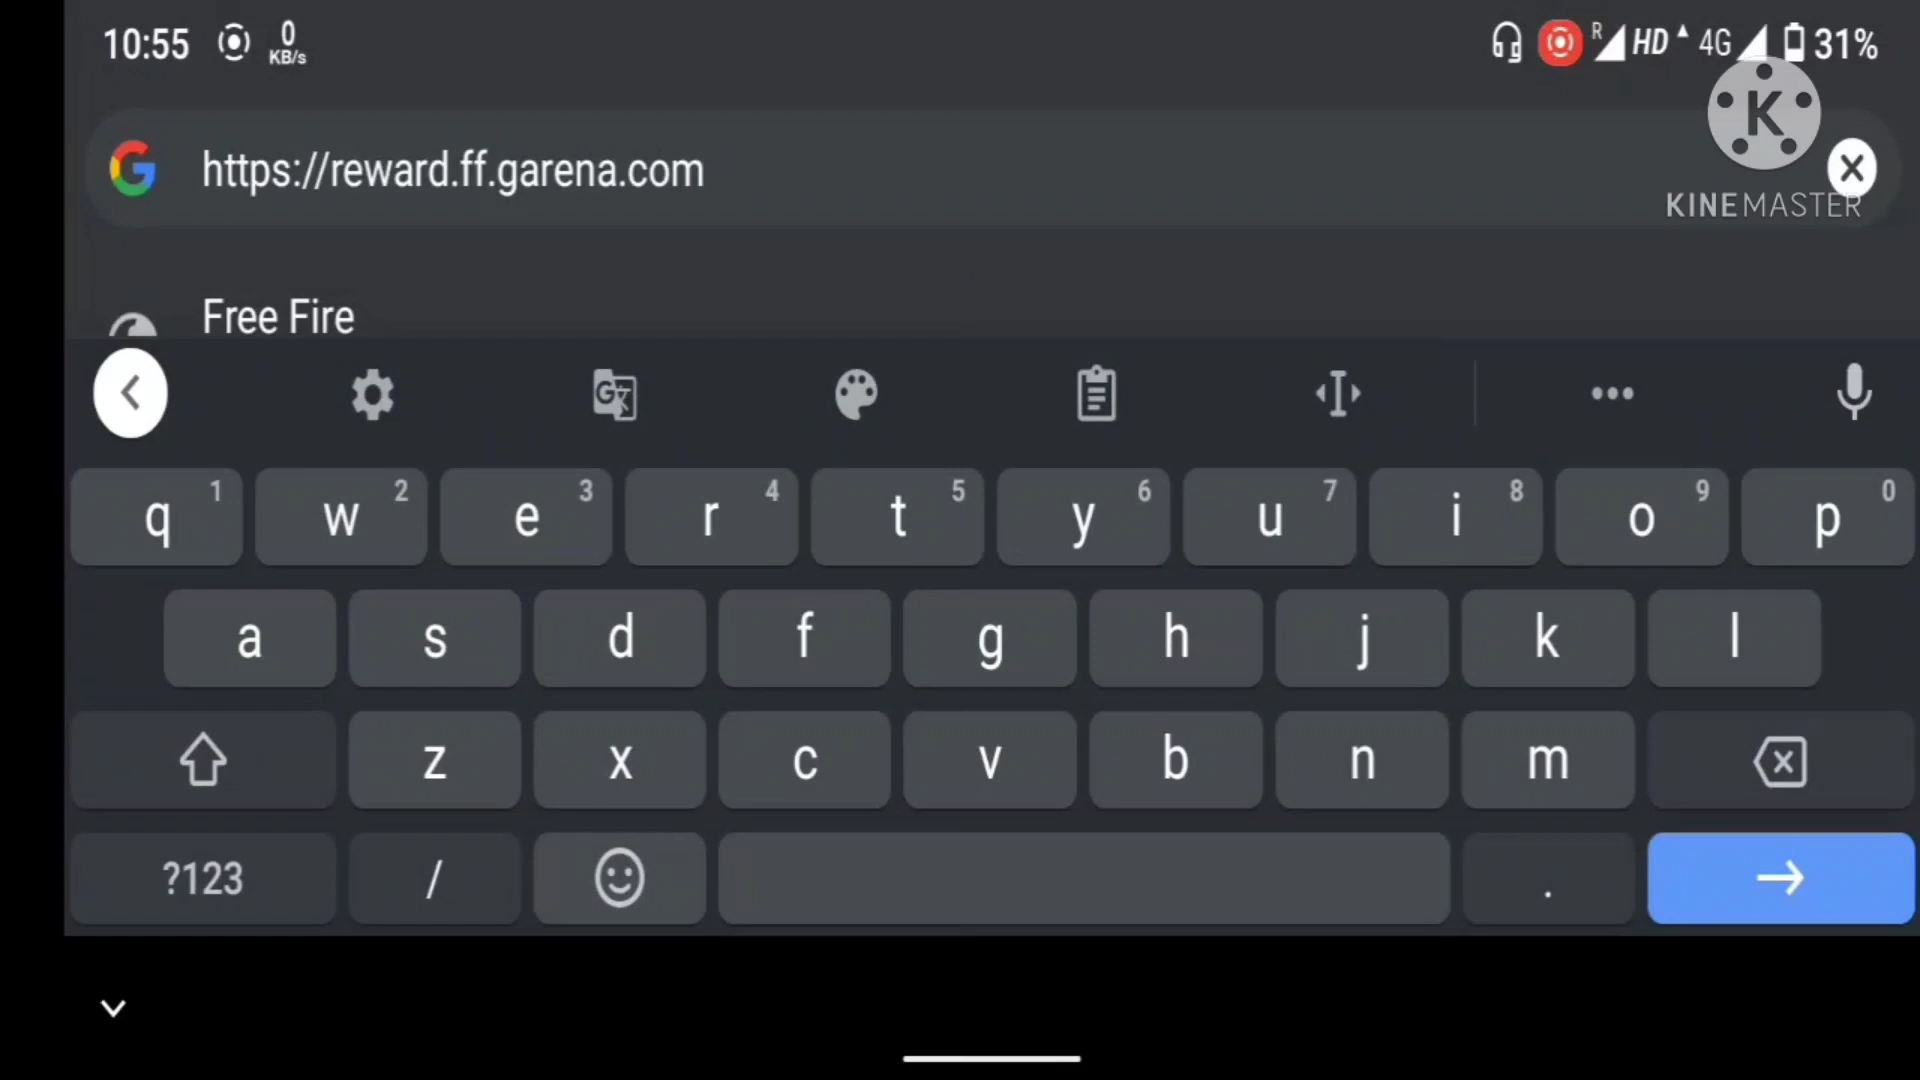 10:55 0 KB/s R HD 4G 31%
https://reward.ff.garena.com
K
KINEMASTER
Free Fire
q 1 w 2 e 3 r 4 t 5 y 6 u 7 i 8 o 9 p 0
a s d f g h j k l
z x c v b n m
?123 / .